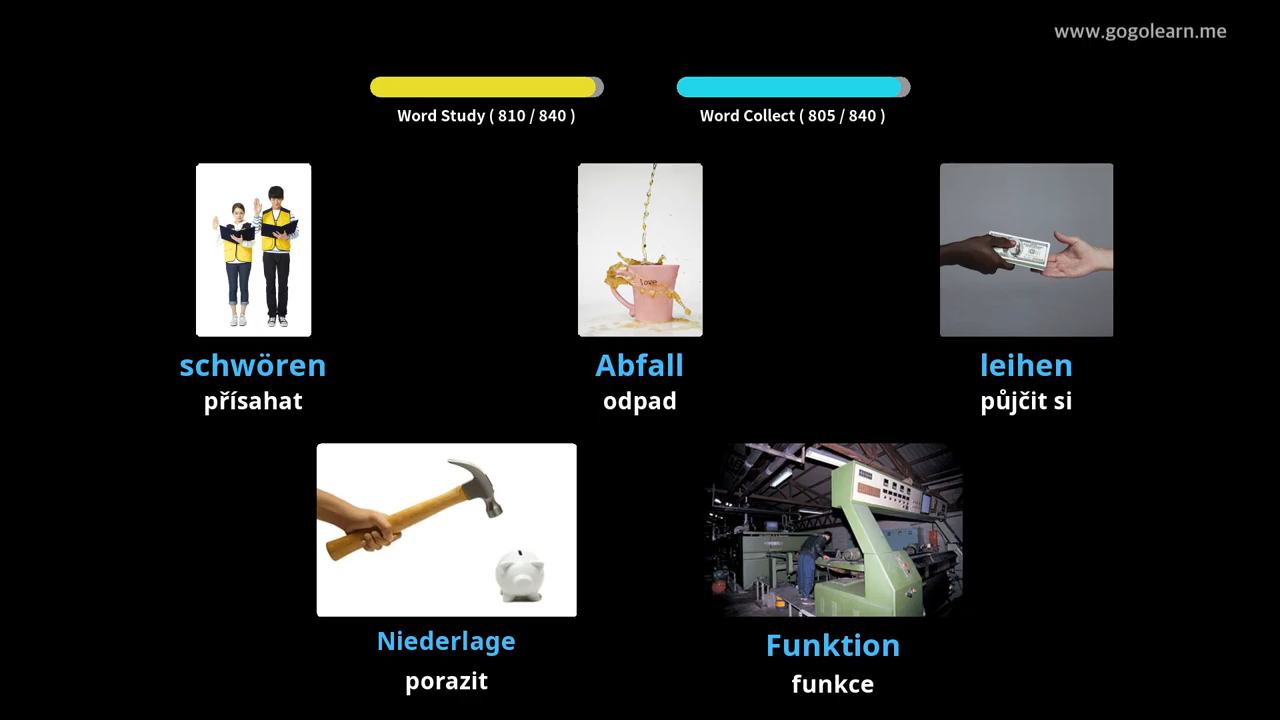 www.gogolearn.me
Word Study ( 810 / 840 )
Word Collect ( 805 / 840 )
love
schwören
přísahat
Abfall
odpad
leihen
půjčit si
Niederlage
porazit
Funktion
funkce